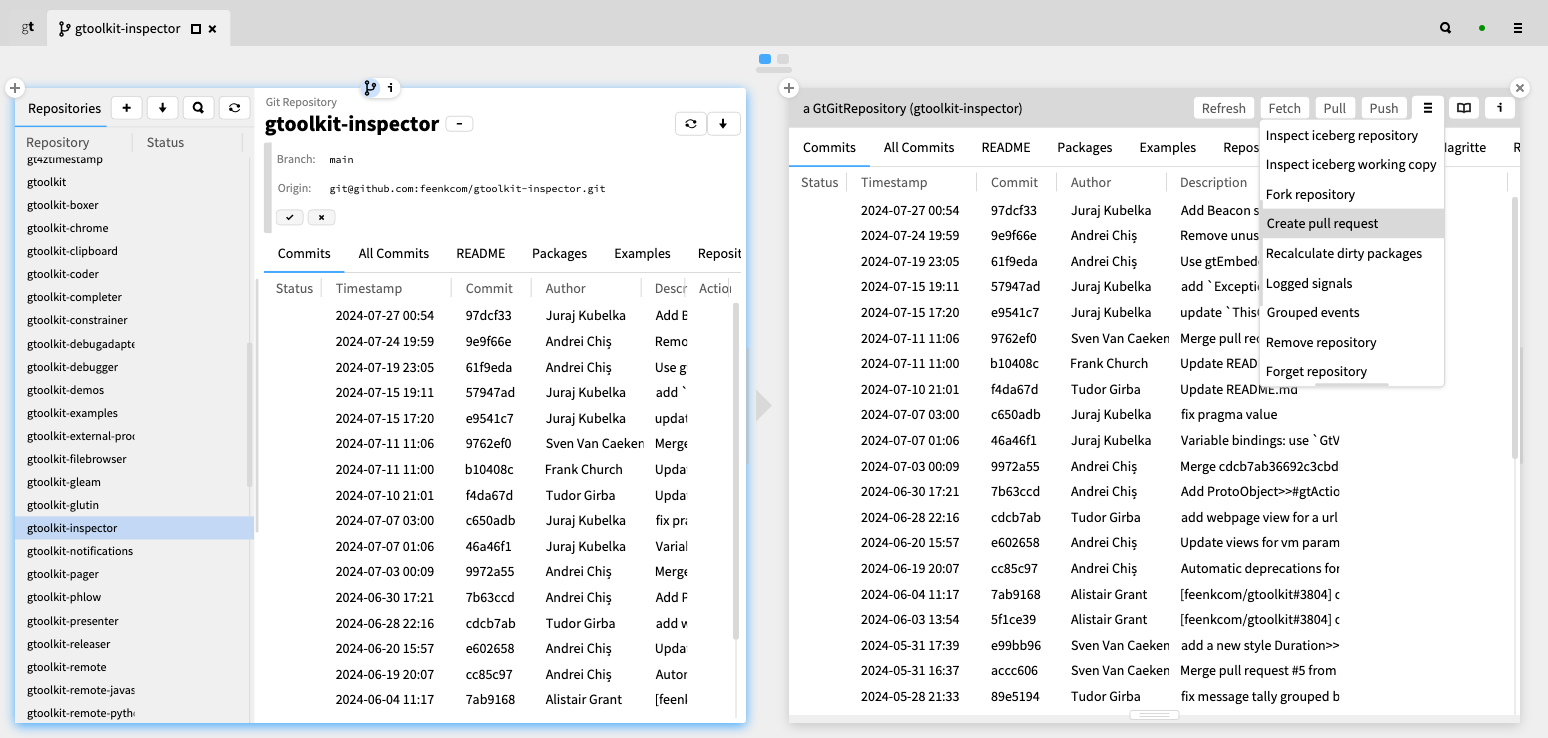 gt
gtoolkit-inspector
Repositories
Repository Status
gt4ztimestamp
gtoolkit
gtoolkit-boxer
gtoolkit-chrome
gtoolkit-clipboard
gtoolkit-coder
gtoolkit-completer
gtoolkit-constrainer
gtoolkit-debugadapte
gtoolkit-debugger
gtoolkit-demos
gtoolkit-examples
gtoolkit-external-proc
gtoolkit-filebrowser
gtoolkit-gleam
gtoolkit-glutin
gtoolkit-inspector
gtoolkit-notifications
gtoolkit-pager
gtoolkit-phlow
gtoolkit-presenter
gtoolkit-releaser
gtoolkit-remote
gtoolkit-remote-javas
gtoolkit-remote-pyth
Git Repository
gtoolkit-inspector
Branch: main
Origin: git@github.com:feenkcom/gtoolkit-inspector.git
Commits All Commits README Packages Examples Reposit
Status Timestamp Commit Author Descr Actio
2024-07-27 00:54 97dcf33 Juraj Kubelka Add B
2024-07-24 19:59 9e9f66e Andrei Chiş Remo
2024-07-19 23:05 61f9eda Andrei Chiş Use g
2024-07-15 19:11 57947ad Juraj Kubelka add `
2024-07-15 17:20 e9541c7 Juraj Kubelka updat
2024-07-11 11:06 9762ef0 Sven Van Caeken Merge
2024-07-11 11:00 b10408c Frank Church Updat
2024-07-10 21:01 f4da67d Tudor Girba Updat
2024-07-07 03:00 c650adb Juraj Kubelka fix pra
2024-07-07 01:06 46a46f1 Juraj Kubelka Varial
2024-07-03 00:09 9972a55 Andrei Chiş Merge
2024-06-30 17:21 7b63ccd Andrei Chiş Add P
2024-06-28 22:16 cdcb7ab Tudor Girba add w
2024-06-20 15:57 e602658 Andrei Chiş Updat
2024-06-19 20:07 cc85c97 Andrei Chiş Autor
2024-06-04 11:17 7ab9168 Alistair Grant [feenl
a GtGitRepository (gtoolkit-inspector)
Refresh Fetch Pull Push
Inspect iceberg repository
Inspect iceberg working copy
Fork repository
Create pull request
Recalculate dirty packages
Logged signals
Grouped events
Remove repository
Forget repository
Commits All Commits README Packages Examples Repos lagritte R
Status Timestamp Commit Author Description
2024-07-27 00:54 97dcf33 Juraj Kubelka Add Beacon s
2024-07-24 19:59 9e9f66e Andrei Chiş Remove unus
2024-07-19 23:05 61f9eda Andrei Chiş Use gtEmbed
2024-07-15 19:11 57947ad Juraj Kubelka add `Excepti
2024-07-15 17:20 e9541c7 Juraj Kubelka update `This
2024-07-11 11:06 9762ef0 Sven Van Caeken Merge pull rec
2024-07-11 11:00 b10408c Frank Church Update READ
2024-07-10 21:01 f4da67d Tudor Girba Update README.md
2024-07-07 03:00 c650adb Juraj Kubelka fix pragma value
2024-07-07 01:06 46a46f1 Juraj Kubelka Variable bindings: use `GtV
2024-07-03 00:09 9972a55 Andrei Chiş Merge cdcb7ab36692c3cbd
2024-06-30 17:21 7b63ccd Andrei Chiş Add ProtoObject>>#gtActio
2024-06-28 22:16 cdcb7ab Tudor Girba add webpage view for a url
2024-06-20 15:57 e602658 Andrei Chiş Update views for vm param
2024-06-19 20:07 cc85c97 Andrei Chiş Automatic deprecations for
2024-06-04 11:17 7ab9168 Alistair Grant [feenkcom/gtoolkit#3804] c
2024-06-03 13:54 5f1ce39 Alistair Grant [feenkcom/gtoolkit#3804] c
2024-05-31 17:39 e99bb96 Sven Van Caeken add a new style Duration>>
2024-05-31 16:37 accc606 Sven Van Caeken Merge pull request #5 from
2024-05-28 21:33 89e5194 Tudor Girba fix message tally grouped b